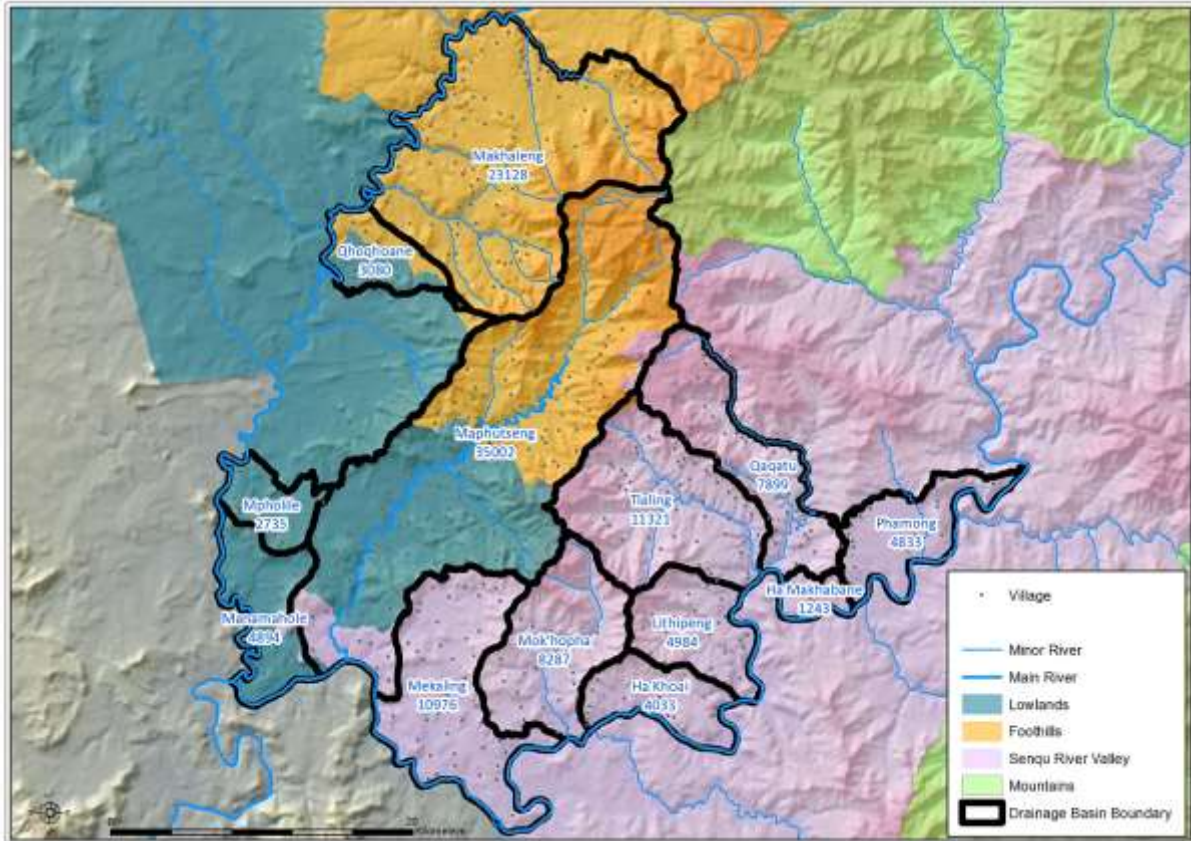 Makhaleng
23128
Qhoqhoane
3080
Maphutseng
35002
Qaqatu
7899
Mpholile
2735
Tlaling
11321
Phamong
4833
Ha Makhabane
1243
Manamahole
4894
Lithipeng
4984
Mok'hopha
8287
Mekaling
10976
Ha Khoai
4033
Village
Minor River
Main River
Lowlands
Foothills
Senqu River Valley
Mountains
Drainage Basin Boundary